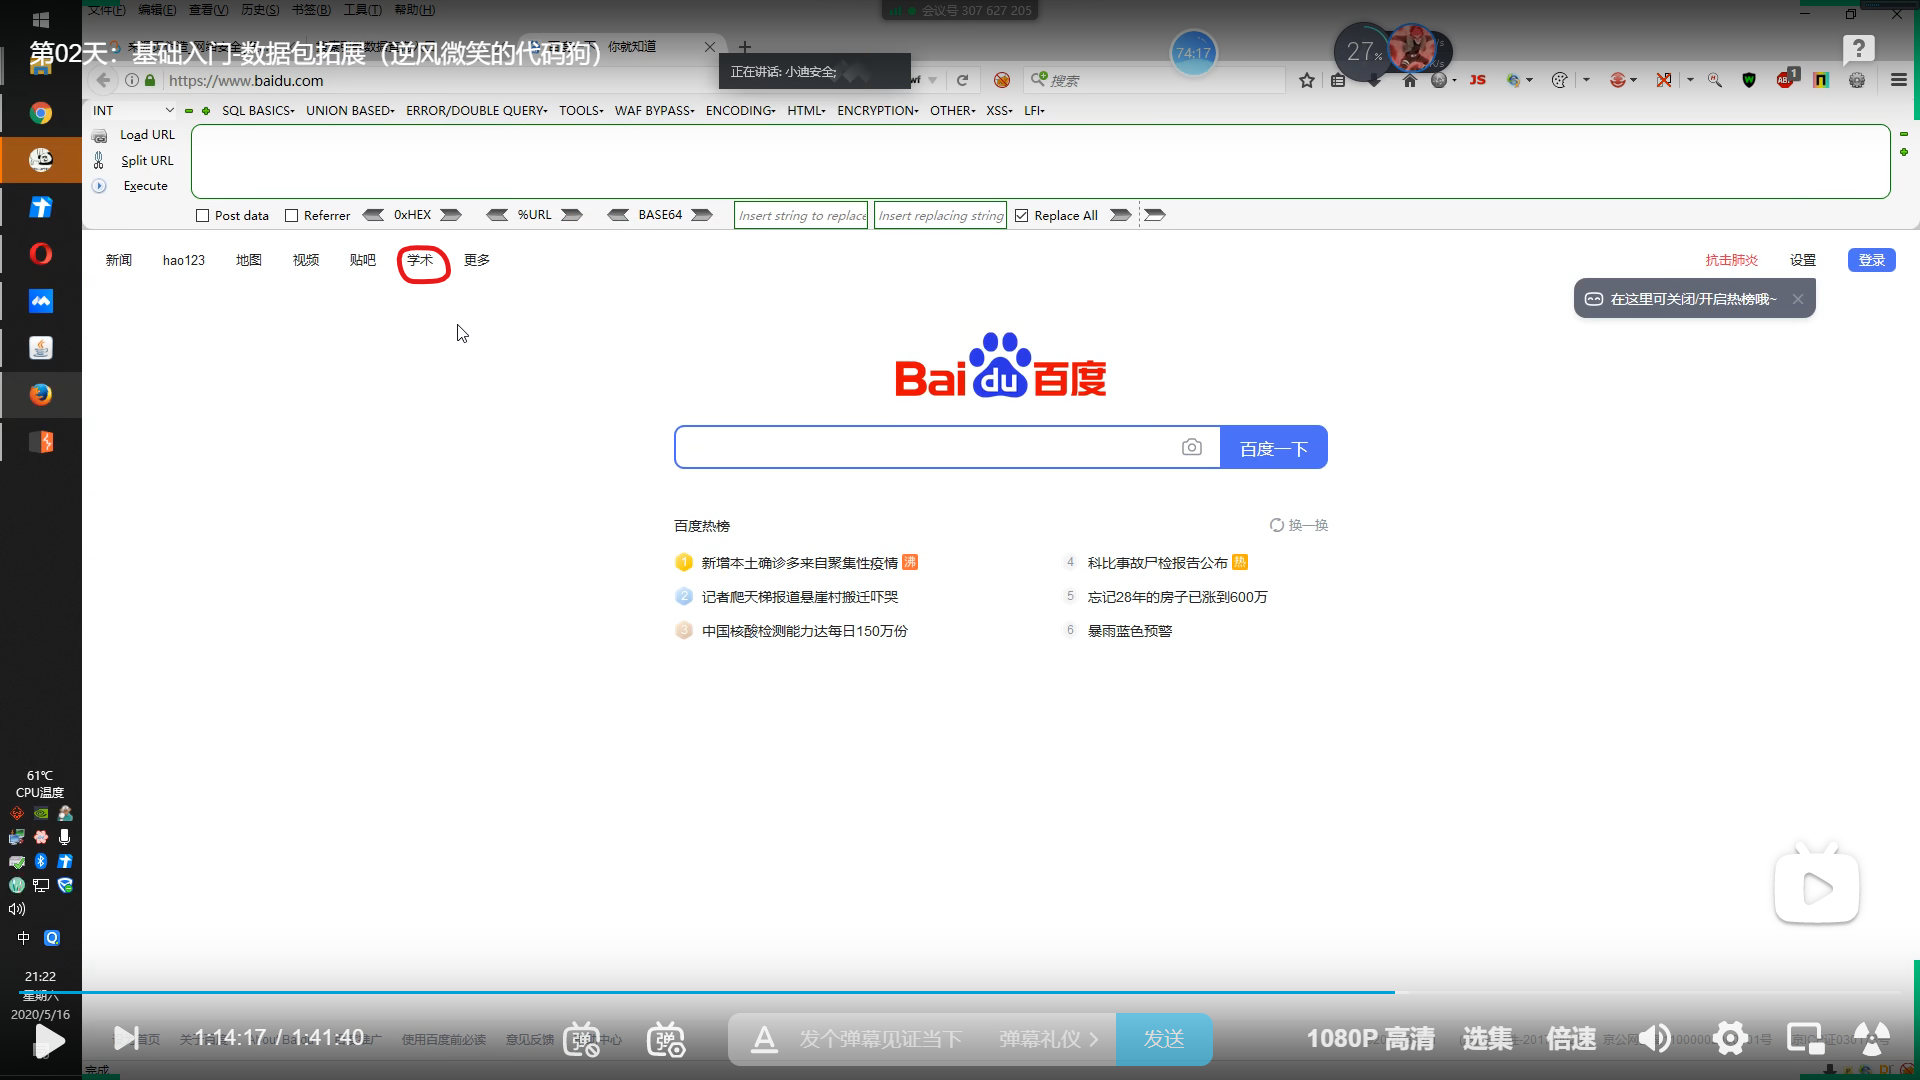 文件(F) 编辑(E) 查看(V) 历史(S) 书签(B) 工具(T) 帮助(H)
会议号 307 627 205
第02天：基础入门-数据包拓展（逆风微笑的代码狗）
你就知道
74:17
27%
正在讲话: 小迪安全;
https://www.baidu.com
搜索
JS
ABP 1
INT
SQL BASICS UNION BASED ERROR/DOUBLE QUERY TOOLS WAF BYPASS ENCODING HTML ENCRYPTION OTHER XSS LFI
Load URL
Split URL
Execute
Post data Referrer 0xHEX %URL BASE64 Insert string to replace Insert replacing string Replace All
新闻 hao123 地图 视频 贴吧 学术 更多
抗击肺炎 设置 登录
在这里可关闭/开启热榜哦~
Bai du 百度
百度一下
百度热榜
换一换
1 新增本土确诊多来自聚集性疫情 沸
4 科比事故尸检报告公布 热
2 记者爬天梯报道悬崖村搬迁吓哭
5 忘记28年的房子已涨到600万
3 中国核酸检测能力达每日150万份
6 暴雨蓝色预警
61℃
CPU温度
中
21:22
星期六
2020/5/16
1:14:17 / 1:41:40
使用百度前必读 意见反馈
弹 弹
发个弹幕见证当下 弹幕礼仪 发送
1080P 高清 选集 倍速
完成